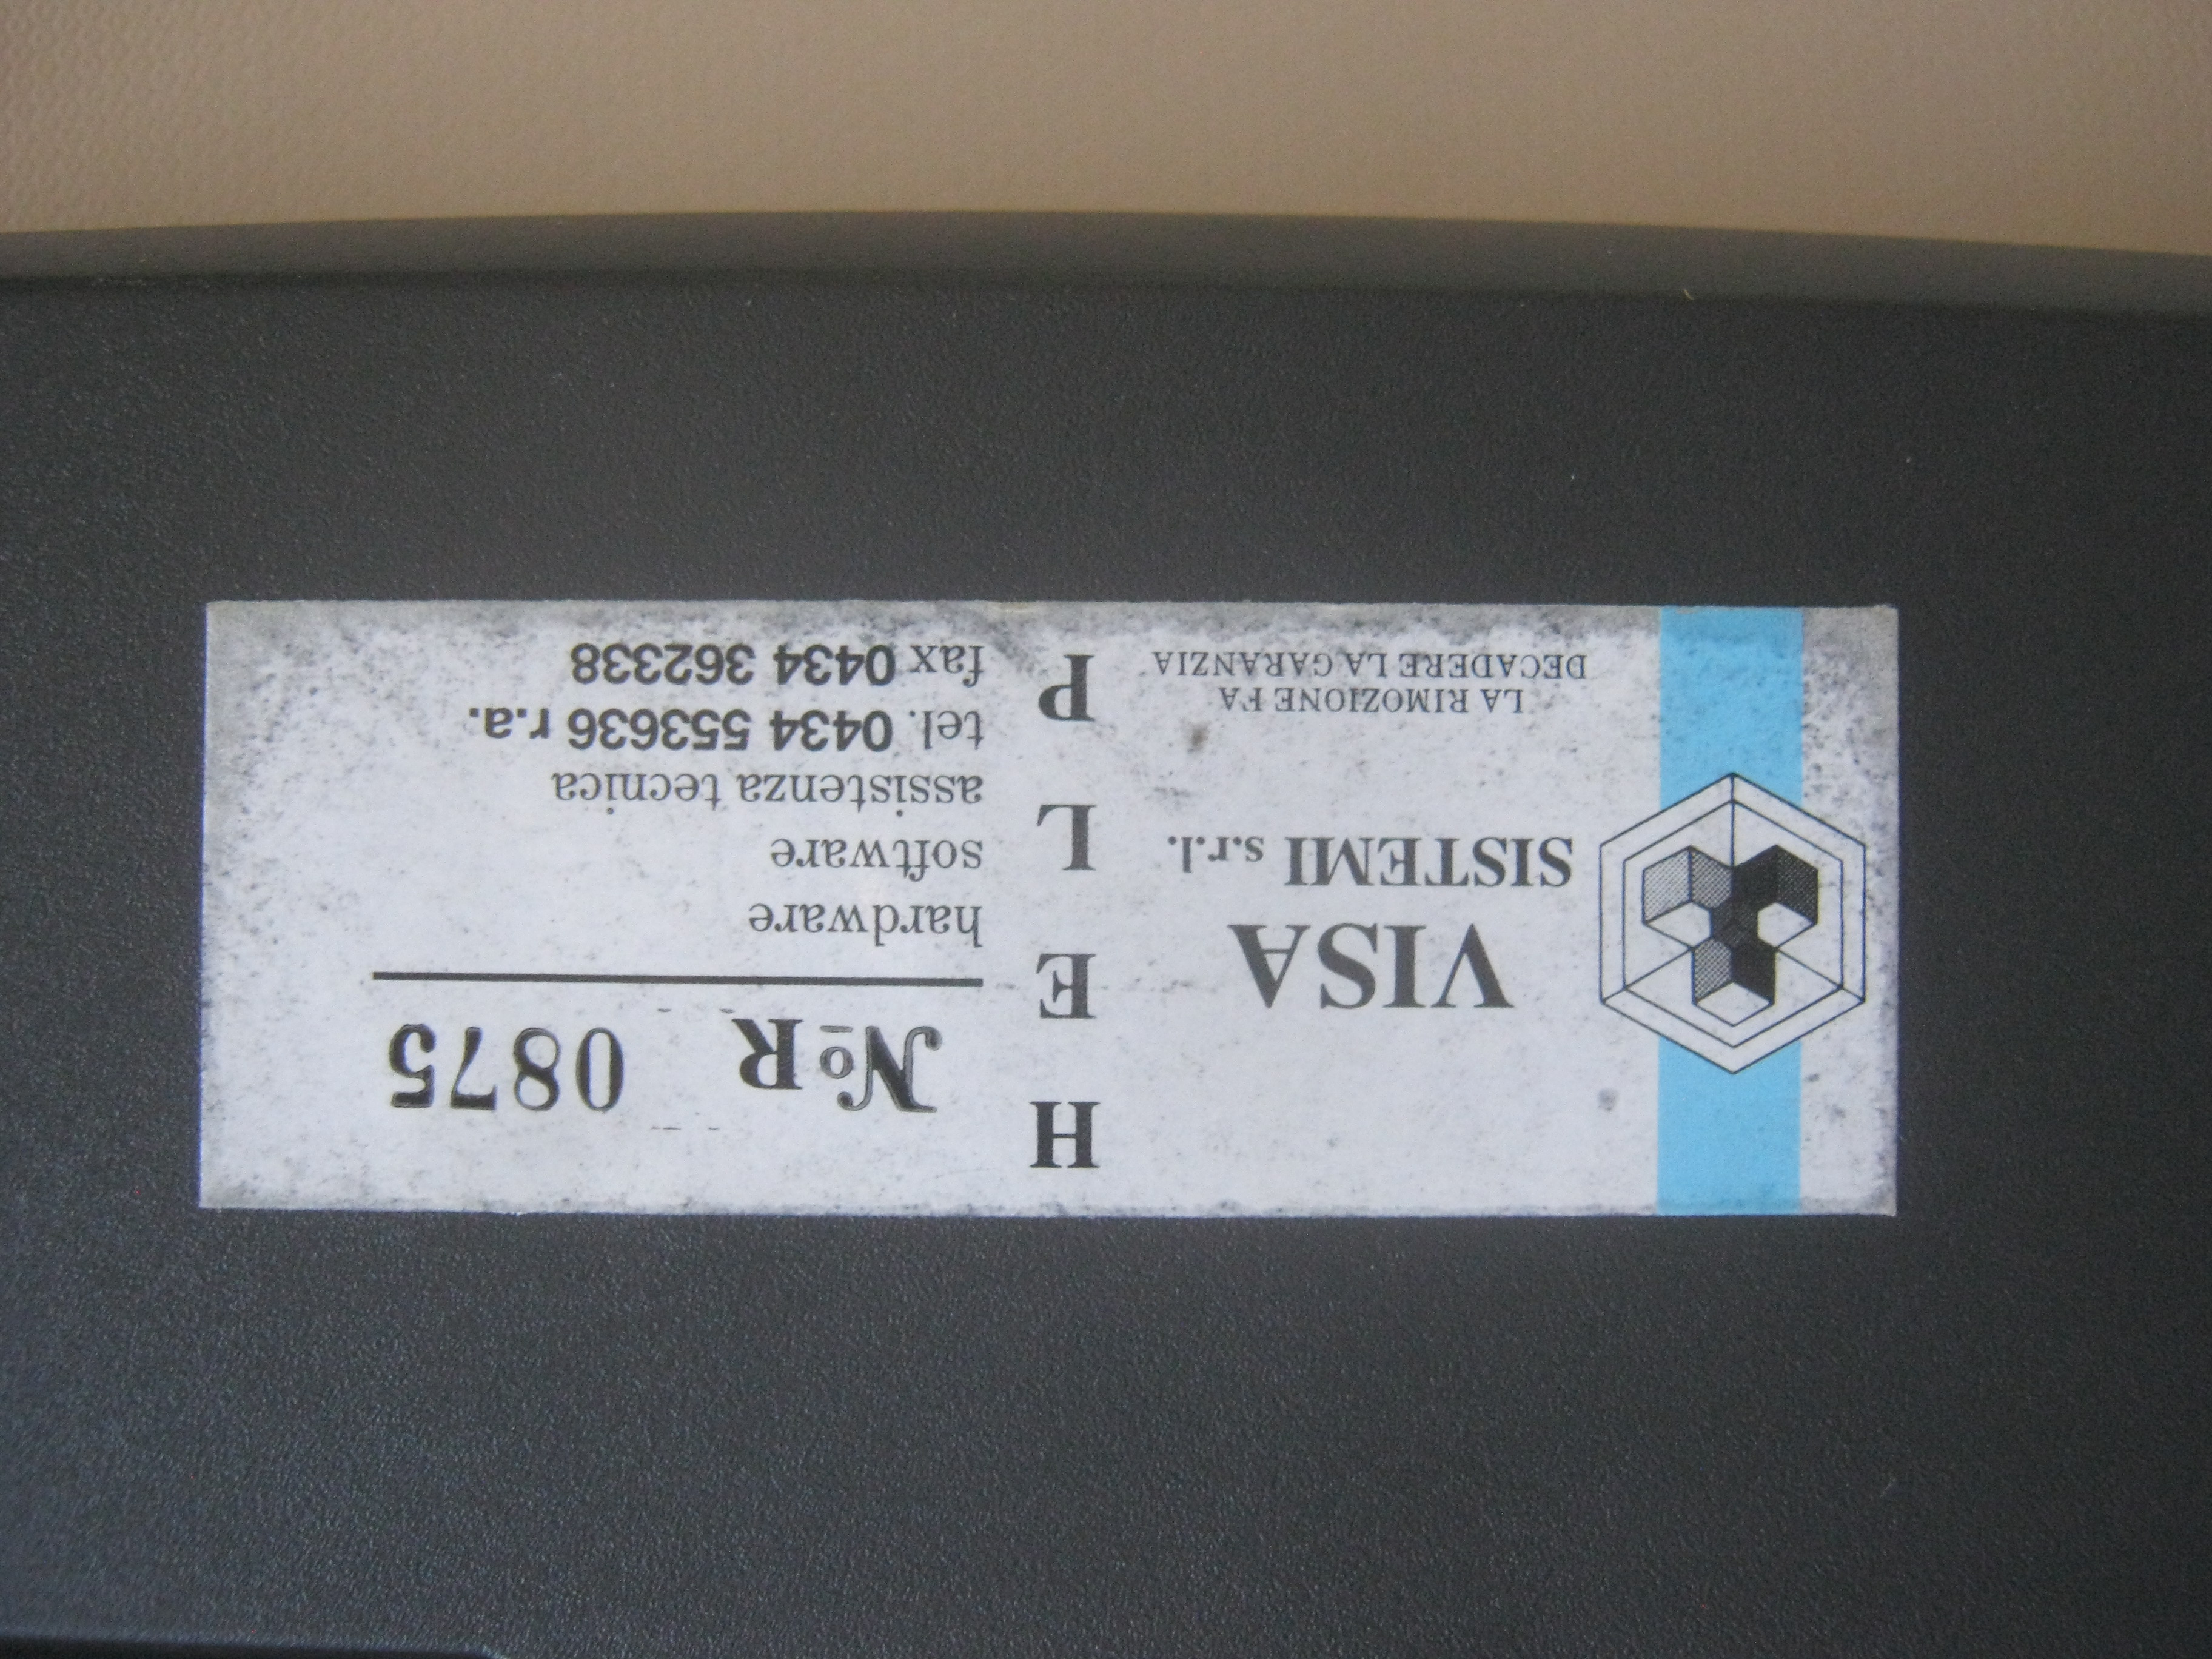 VISA
SISTEMI s.r.l.
LA RIMOZIONE FA
DECADERE LA GARANZIA
H
E
L
P
№ R 0875
hardware
software
assistenza tecnica
tel. 0434 553636 r.a.
fax 0434 362338